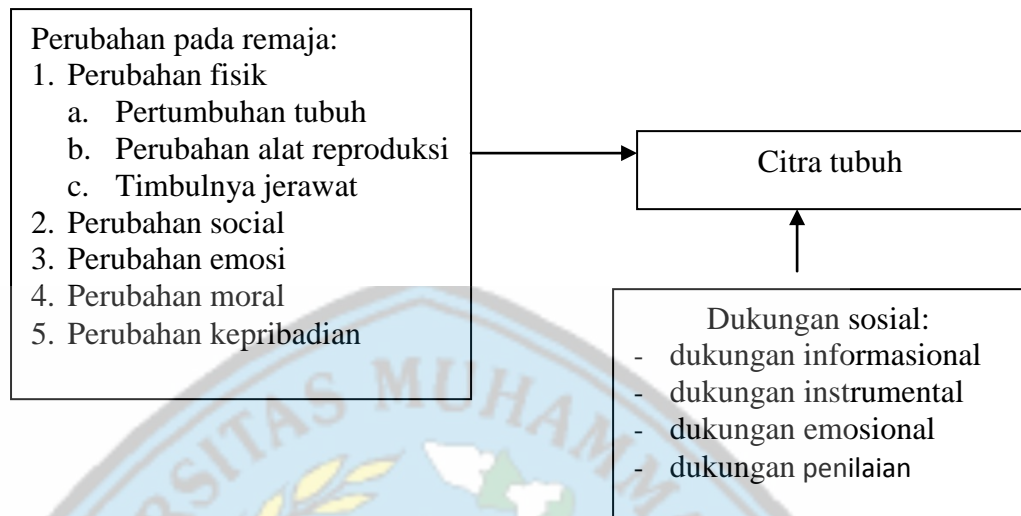 Perubahan pada remaja:
1. Perubahan fisik
a. Pertumbuhan tubuh
b. Perubahan alat reproduksi
c. Timbulnya jerawat
2. Perubahan social
3. Perubahan emosi
4. Perubahan moral
5. Perubahan kepribadian
Citra tubuh
Dukungan sosial:
- dukungan informasional
- dukungan instrumental
- dukungan emosional
- dukungan penilaian